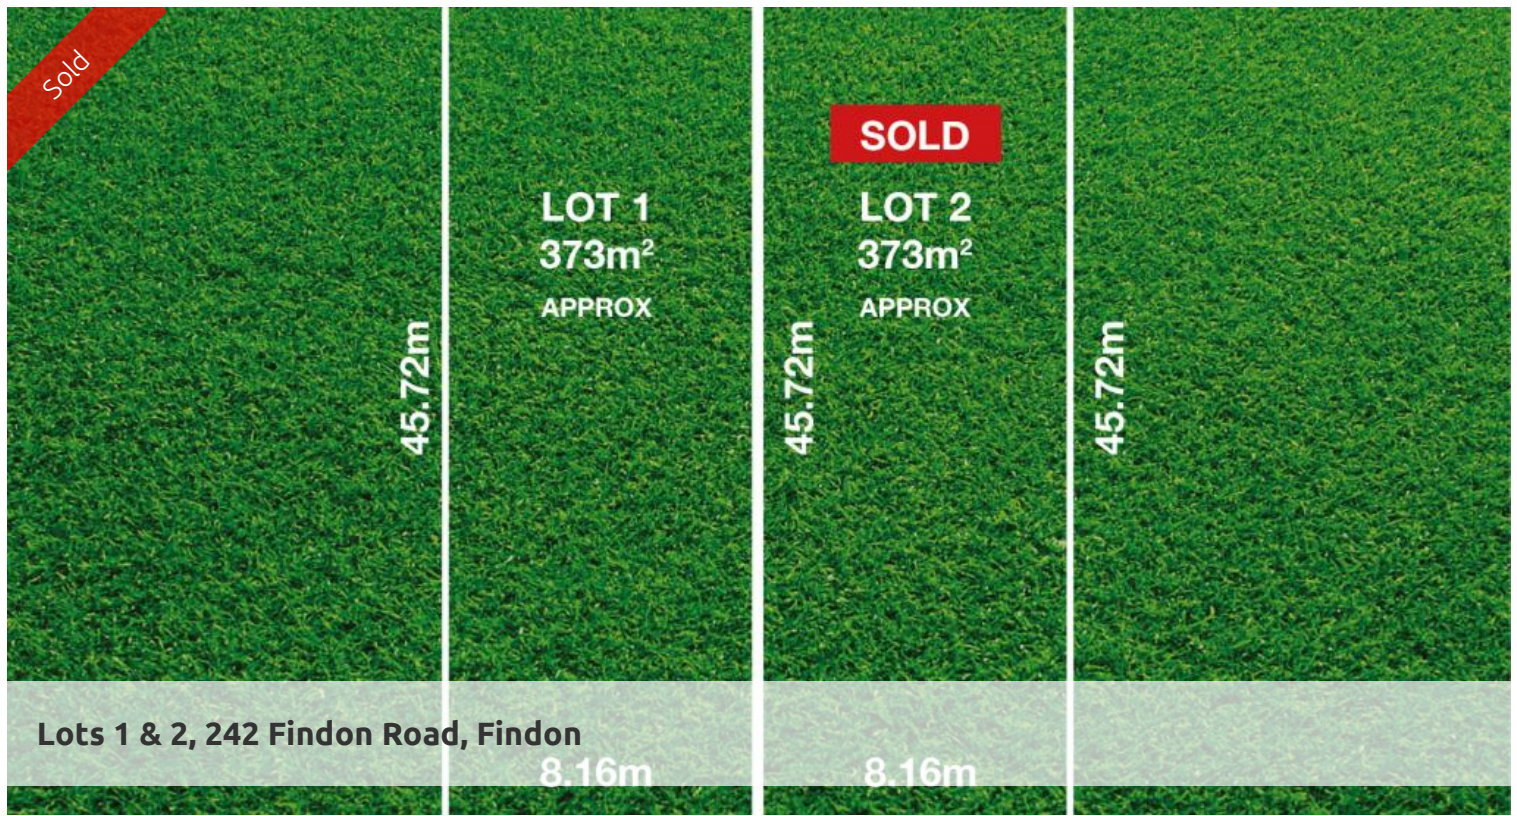 Sold
SOLD
LOT 1
373m²
APPROX
LOT 2
373m²
APPROX
45.72m
45.72m
45.72m
Lots 1 & 2, 242 Findon Road, Findon
8.16m
8.16m